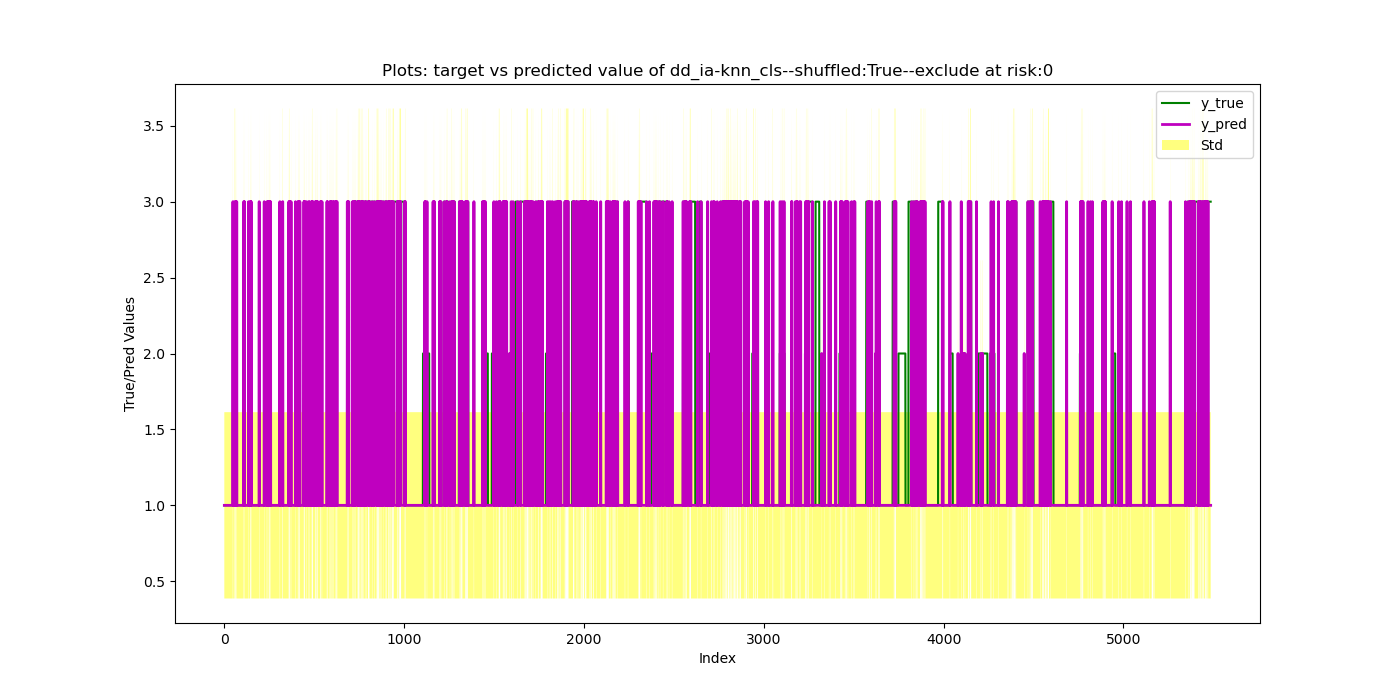 Plots: target vs predicted value of dd_ia-knn_cls--shuffled:True--exclude at risk:0
y_true
y_pred
Std
True/Pred Values
3.5
3.0
2.5
2.0
1.5
1.0
0.5
0 1000 2000 3000 4000 5000
Index